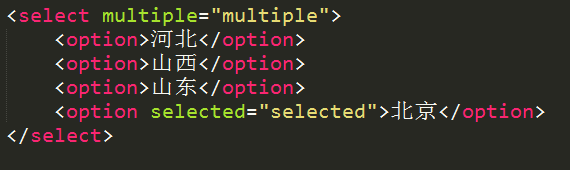 <select multiple="multiple">
    <option>河北</option>
    <option>山西</option>
    <option>山东</option>
    <option selected="selected">北京</option>
</select>